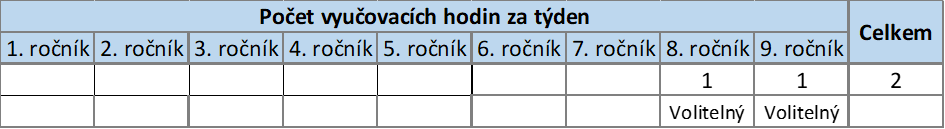 Počet vyučovacích hodin za týden
Celkem
1. ročník 2. ročník 3. ročník 4. ročník 5. ročník 6. ročník 7. ročník 8. ročník 9. ročník
1 1 2
Volitelný Volitelný